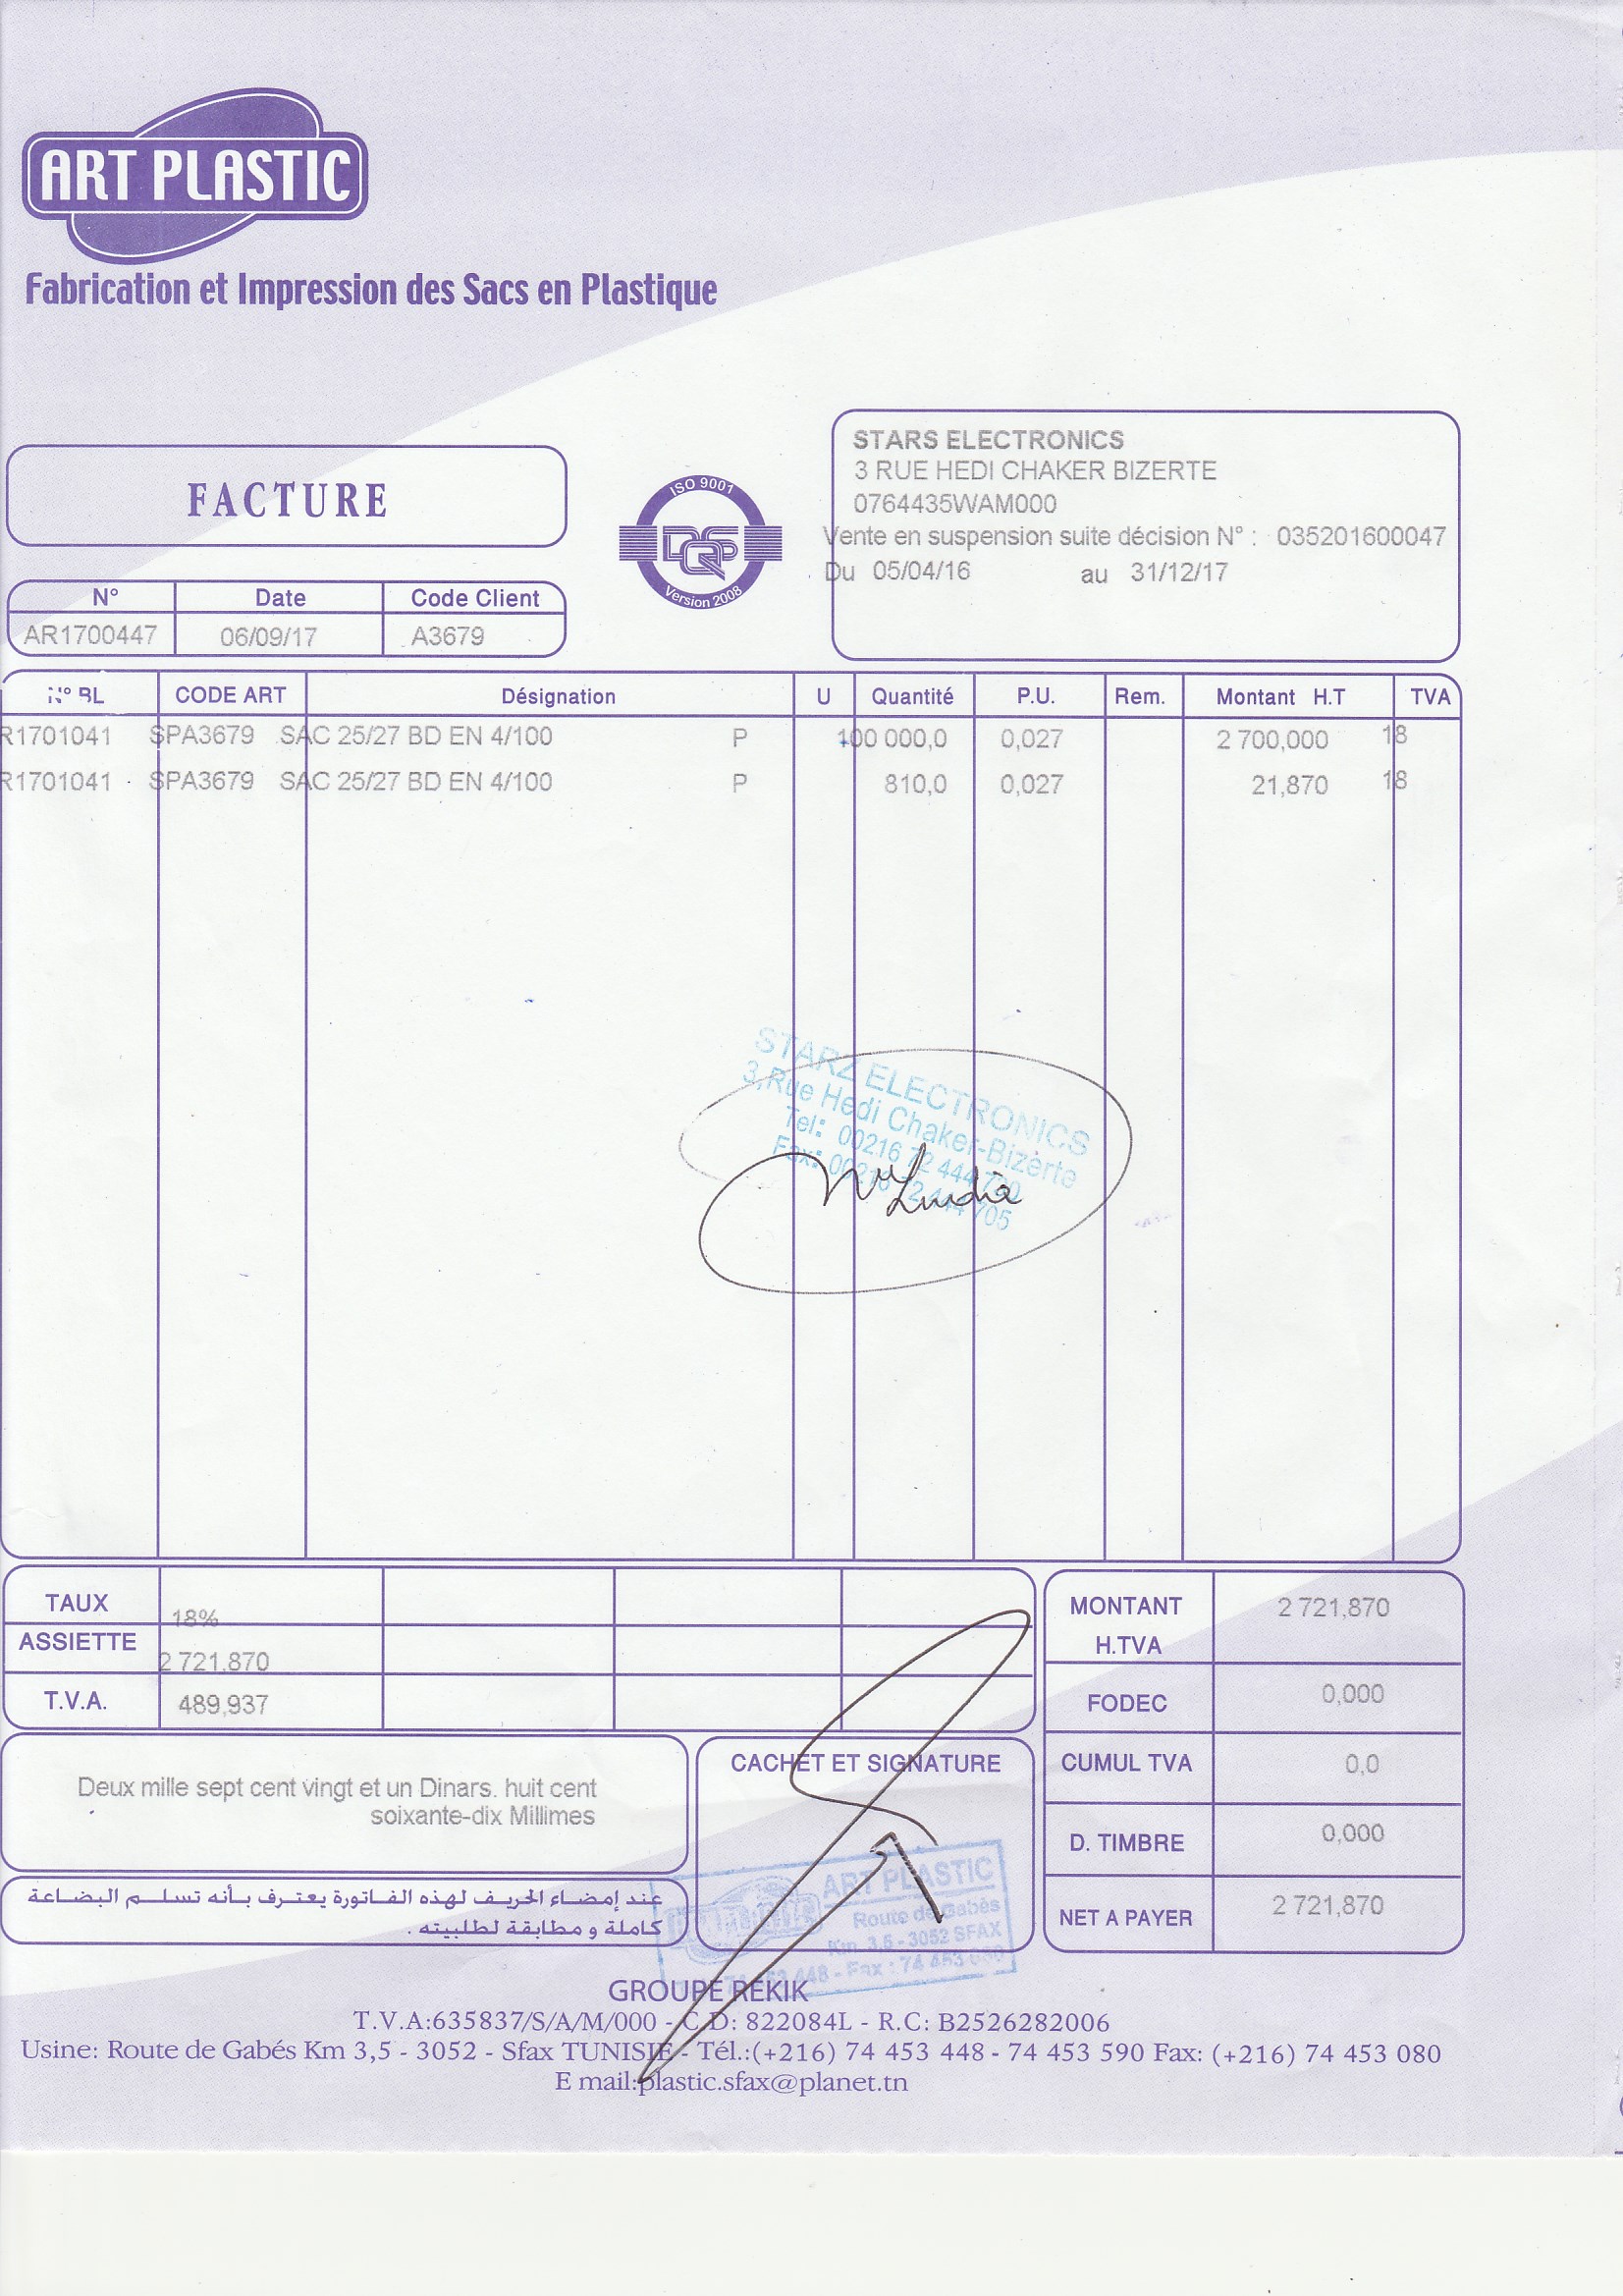 ART PLASTIC
Fabrication et Impression des Sacs en Plastique
FACTURE
ISO 9001
DQS
Version 2008
STARS ELECTRONICS
3 RUE HEDI CHAKER BIZERTE
0764435WAM000
Vente en suspension suite décision N° : 035201600047
Du 05/04/16 au 31/12/17
N° Date Code Client
AR1700447 06/09/17 A3679
N° BL CODE ART Désignation U Quantité P.U. Rem. Montant H.T TVA
R1701041 SPA3679 SAC 25/27 BD EN 4/100 P 100 000,0 0,027 2 700,000 18
R1701041 SPA3679 SAC 25/27 BD EN 4/100 P 810,0 0,027 21,870 18
STARZ ELECTRONICS
3,Rue Hedi Chaker-Bizerte
Tel: 00216 72 444
Fax: 00216 72 444 705
TAUX 18%
ASSIETTE 2 721.870
T.V.A. 489,937
MONTANT H.TVA 2 721,870
FODEC 0,000
CUMUL TVA 0,0
D. TIMBRE 0,000
NET A PAYER 2 721,870
Deux mille sept cent vingt et un Dinars. huit cent
soixante-dix Millimes
CACHET ET SIGNATURE
عند إمضاء الحريف لهذه الفاتورة يعترف بأنه تسلم البضاعة
كاملة و مطابقة لطلبيته .
ART PLASTIC
Route de Gabès
Km 3,5 - 3052 SFAX
448 - Fax : 74 453
GROUPE REKIK
T.V.A:635837/S/A/M/000 - C.D: 822084L - R.C: B2526282006
Usine: Route de Gabés Km 3,5 - 3052 - Sfax TUNISIE - Tél.:(+216) 74 453 448 - 74 453 590 Fax: (+216) 74 453 080
E mail:plastic.sfax@planet.tn